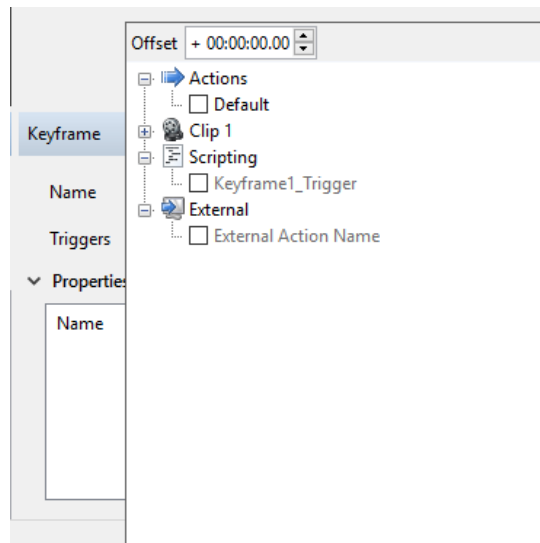 Offset + 00:00:00.00
Actions
Default
Keyframe
Clip 1
Scripting
Name
Keyframe1_Trigger
External
Triggers
External Action Name
Properties
Name